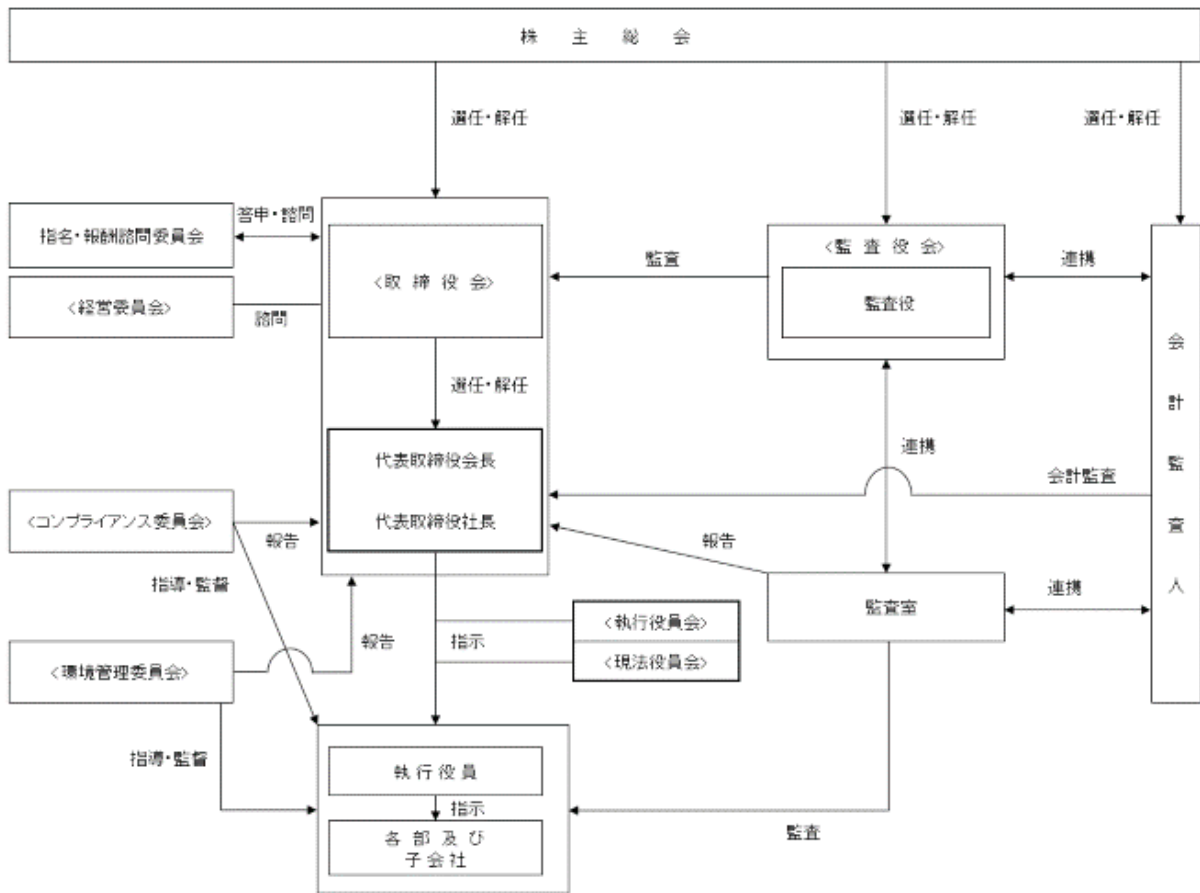 株主総会
選任・解任
選任・解任
選任・解任
指名・報酬諮問委員会
答申・諮問
<取締役会>
監査
<監査役会>
監査役
連携
会計監査人
<経営委員会>
諮問
選任・解任
代表取締役会長
代表取締役社長
連携
会計監査
<コンプライアンス委員会>
報告
報告
指導・監督
監査室
連携
<執行役員会>
<現法役員会>
指示
報告
<環境管理委員会>
指導・監督
執行役員
指示
各部及び
子会社
監査